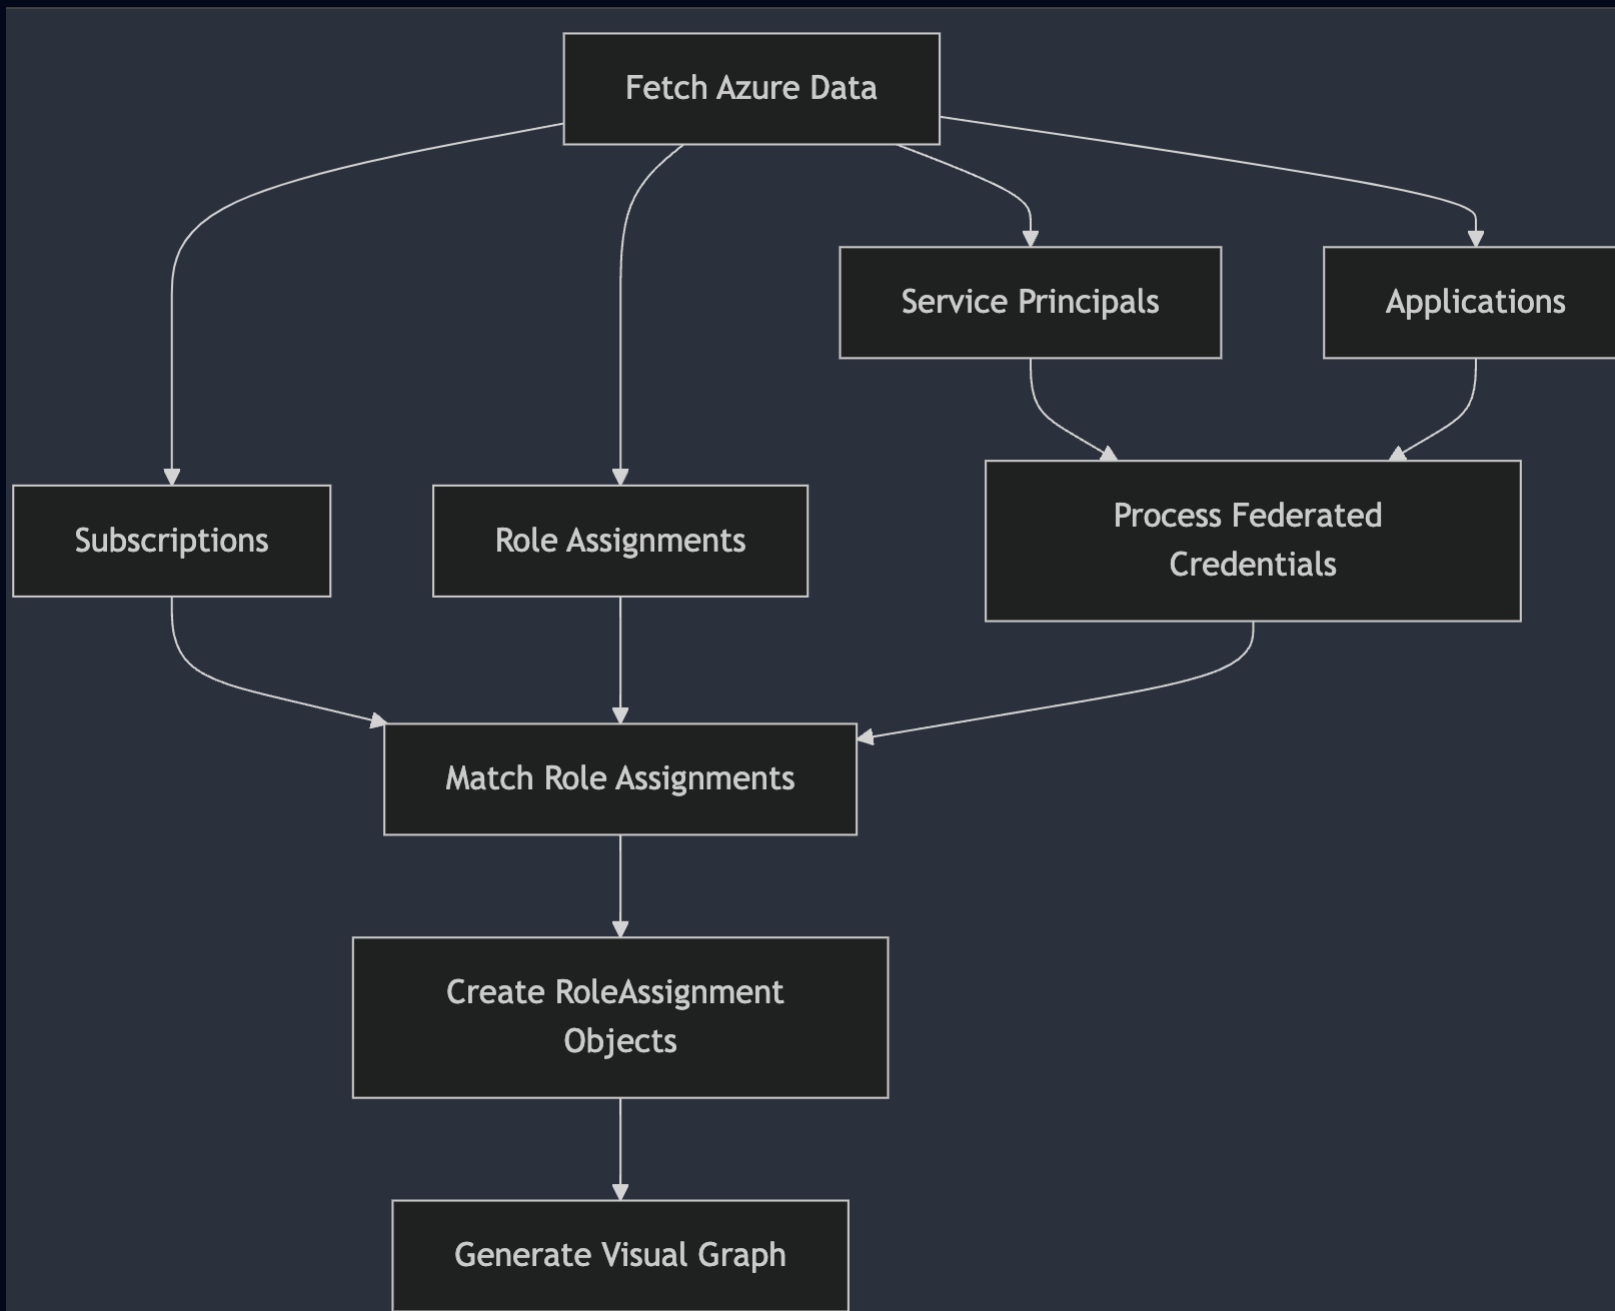 Fetch Azure Data
Service Principals
Applications
Subscriptions
Role Assignments
Process Federated
Credentials
Match Role Assignments
Create RoleAssignment
Objects
Generate Visual Graph